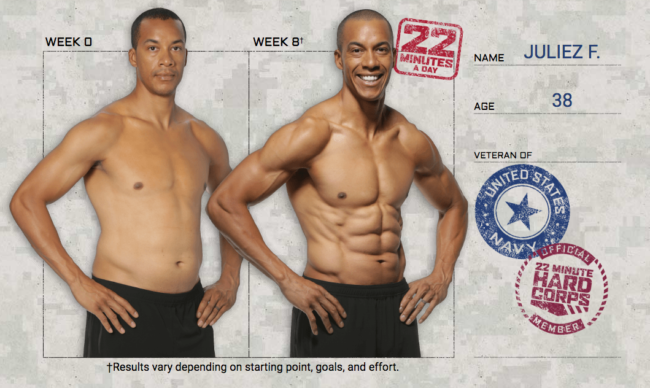 WEEK 0
WEEK 8†
22
MINUTES
A DAY
NAME JULIEZ F.
AGE 38
VETERAN OF
UNITED STATES
NAVY
OFFICIAL
22 MINUTE
HARD
CORPS
MEMBER
†Results vary depending on starting point, goals, and effort.